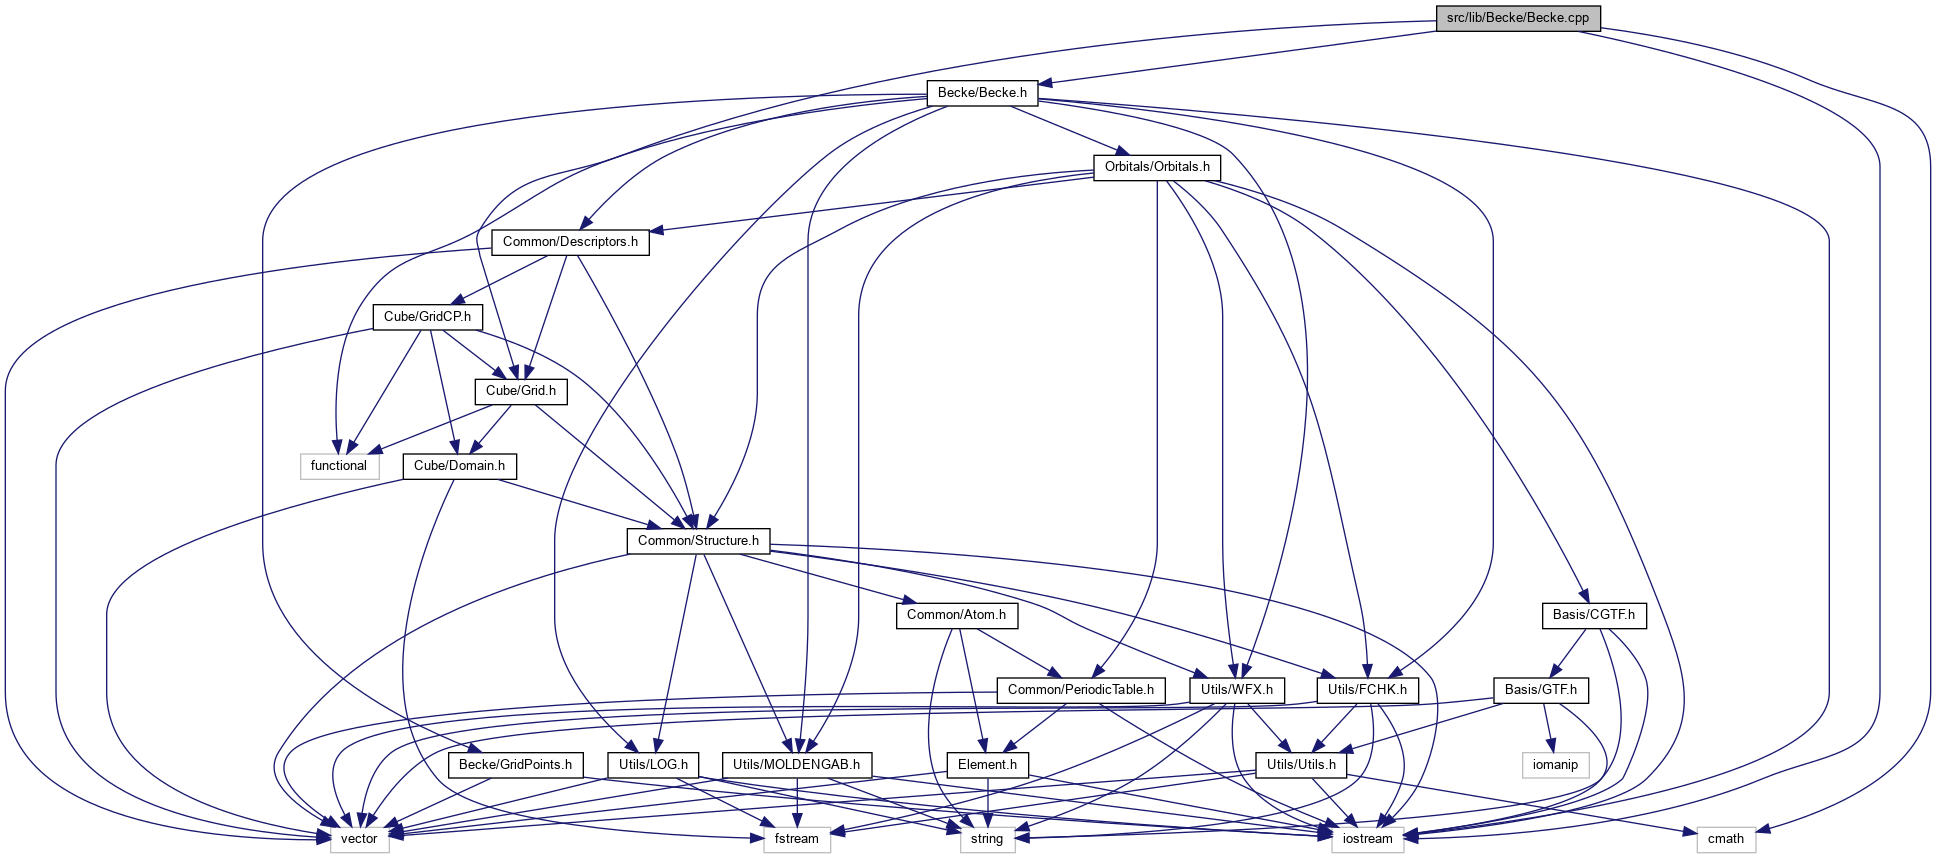 src/lib/Becke/Becke.cpp
Becke/Becke.h
Orbitals/Orbitals.h
Common/Descriptors.h
Cube/GridCP.h
Cube/Grid.h
functional
Cube/Domain.h
Common/Structure.h
Common/Atom.h
Basis/CGTF.h
Common/PeriodicTable.h
Utils/WFX.h
Utils/FCHK.h
Basis/GTF.h
Becke/GridPoints.h
Utils/LOG.h
Utils/MOLDENGAB.h
Element.h
Utils/Utils.h
iomanip
vector
fstream
string
iostream
cmath